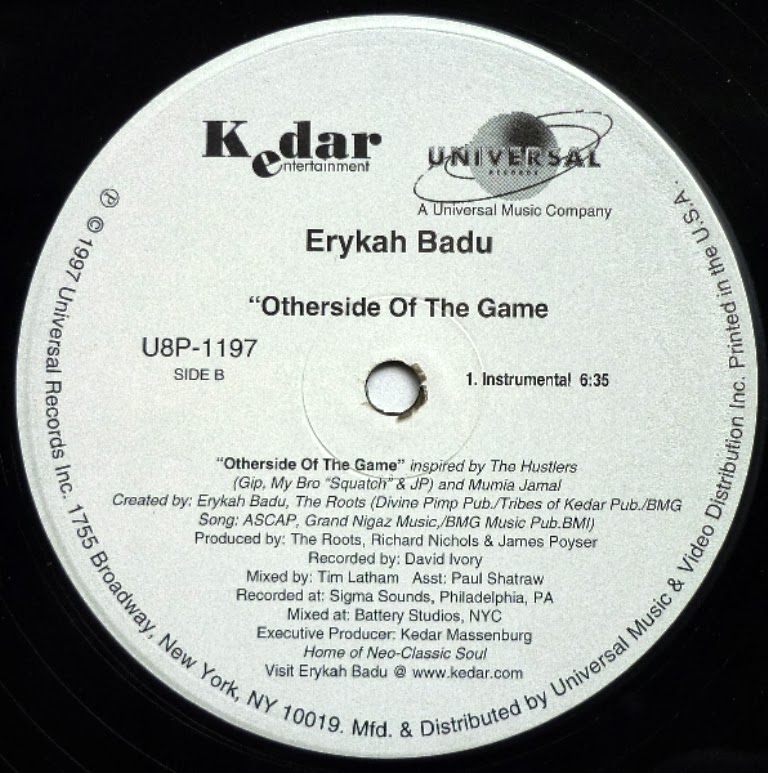 Kedar
entertainment
UNIVERSAL
RECORDS
A Universal Music Company
Erykah Badu
“Otherside Of The Game
U8P-1197
SIDE B
1. Instrumental 6:35
“Otherside Of The Game” inspired by The Hustlers
(Gip, My Bro “Squatch” & JP) and Mumia Jamal
Created by: Erykah Badu, The Roots (Divine Pimp Pub./Tribes of Kedar Pub./BMG
Song: ASCAP, Grand Nigaz Music,/BMG Music Pub.BMI)
Produced by: The Roots, Richard Nichols & James Poyser
Recorded by: David Ivory
Mixed by: Tim Latham Asst: Paul Shatraw
Recorded at: Sigma Sounds, Philadelphia, PA
Mixed at: Battery Studios, NYC
Executive Producer: Kedar Massenburg
Home of Neo-Classic Soul
Visit Erykah Badu @ www.kedar.com
℗ © 1997 Universal Records Inc. 1755 Broadway, New York, NY 10019. Mfd. & Distributed by Universal Music & Video Distribution Inc. Printed in the U.S.A.